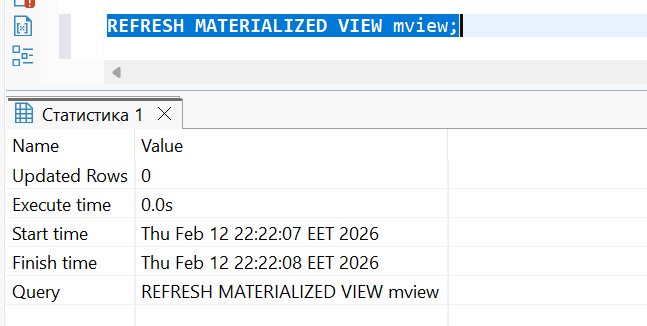 REFRESH MATERIALIZED VIEW mview;
Статистика 1
Name Value
Updated Rows 0
Execute time 0.0s
Start time Thu Feb 12 22:22:07 EET 2026
Finish time Thu Feb 12 22:22:08 EET 2026
Query REFRESH MATERIALIZED VIEW mview